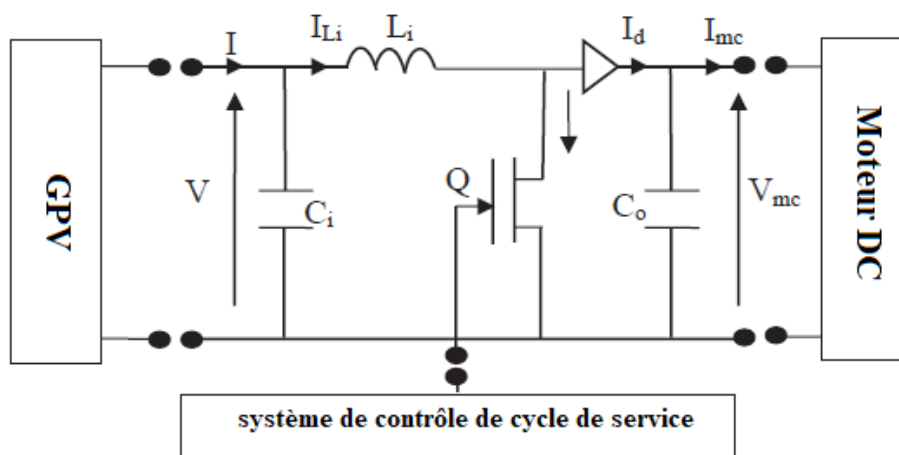 I
I_Li
L_i
I_d
I_mc
GPV
V
C_i
Q
C_o
V_mc
Moteur DC
système de contrôle de cycle de service